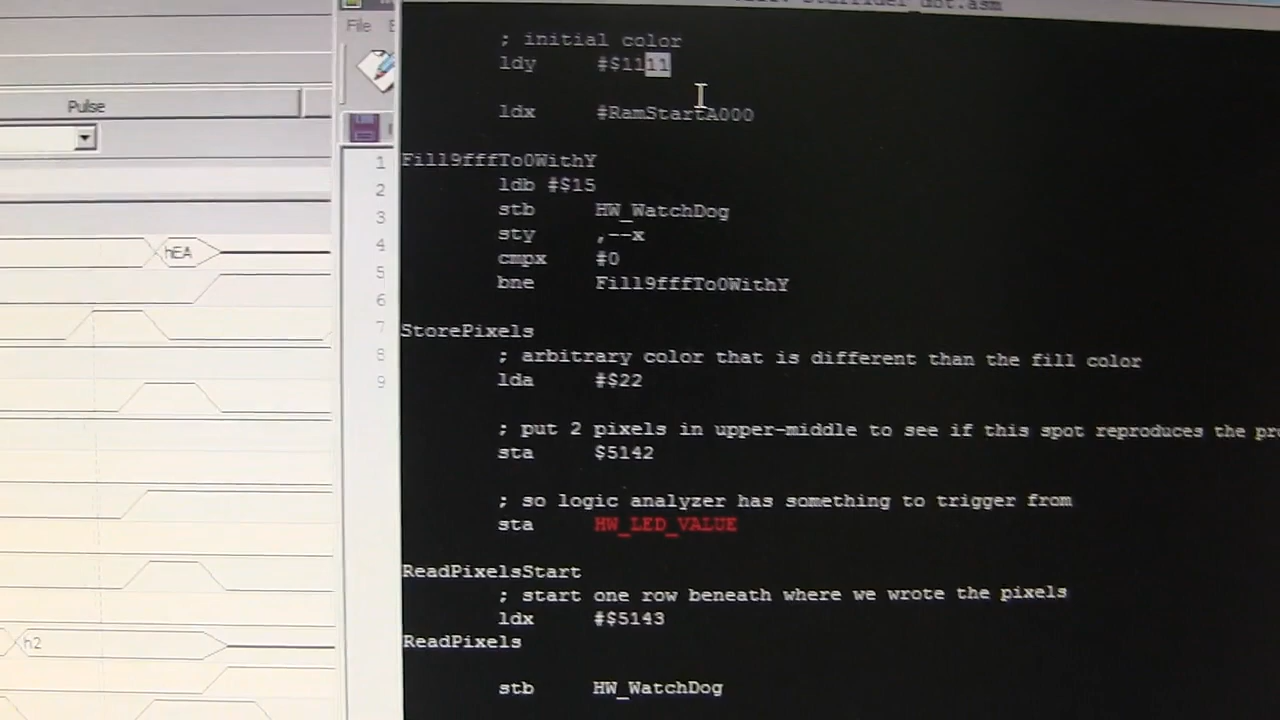 File
; initial color
ldy #$1111
Pulse
ldx #RamStartA000
1 Fill9fffTo0WithY
2 ldb #$15
3 stb HW_WatchDog
sty ,--x
4 hEA
cmpx #0
5 bne Fill9fffTo0WithY
6
7 StorePixels
8 ; arbitrary color that is different than the fill color
9 lda #$22
; put 2 pixels in upper-middle to see if this spot reproduces the
sta $5142
; so logic analyzer has something to trigger from
sta HW_LED_VALUE
ReadPixelsStart
; start one row beneath where we wrote the pixels
ldx #$5143
h2
ReadPixels
stb HW_WatchDog